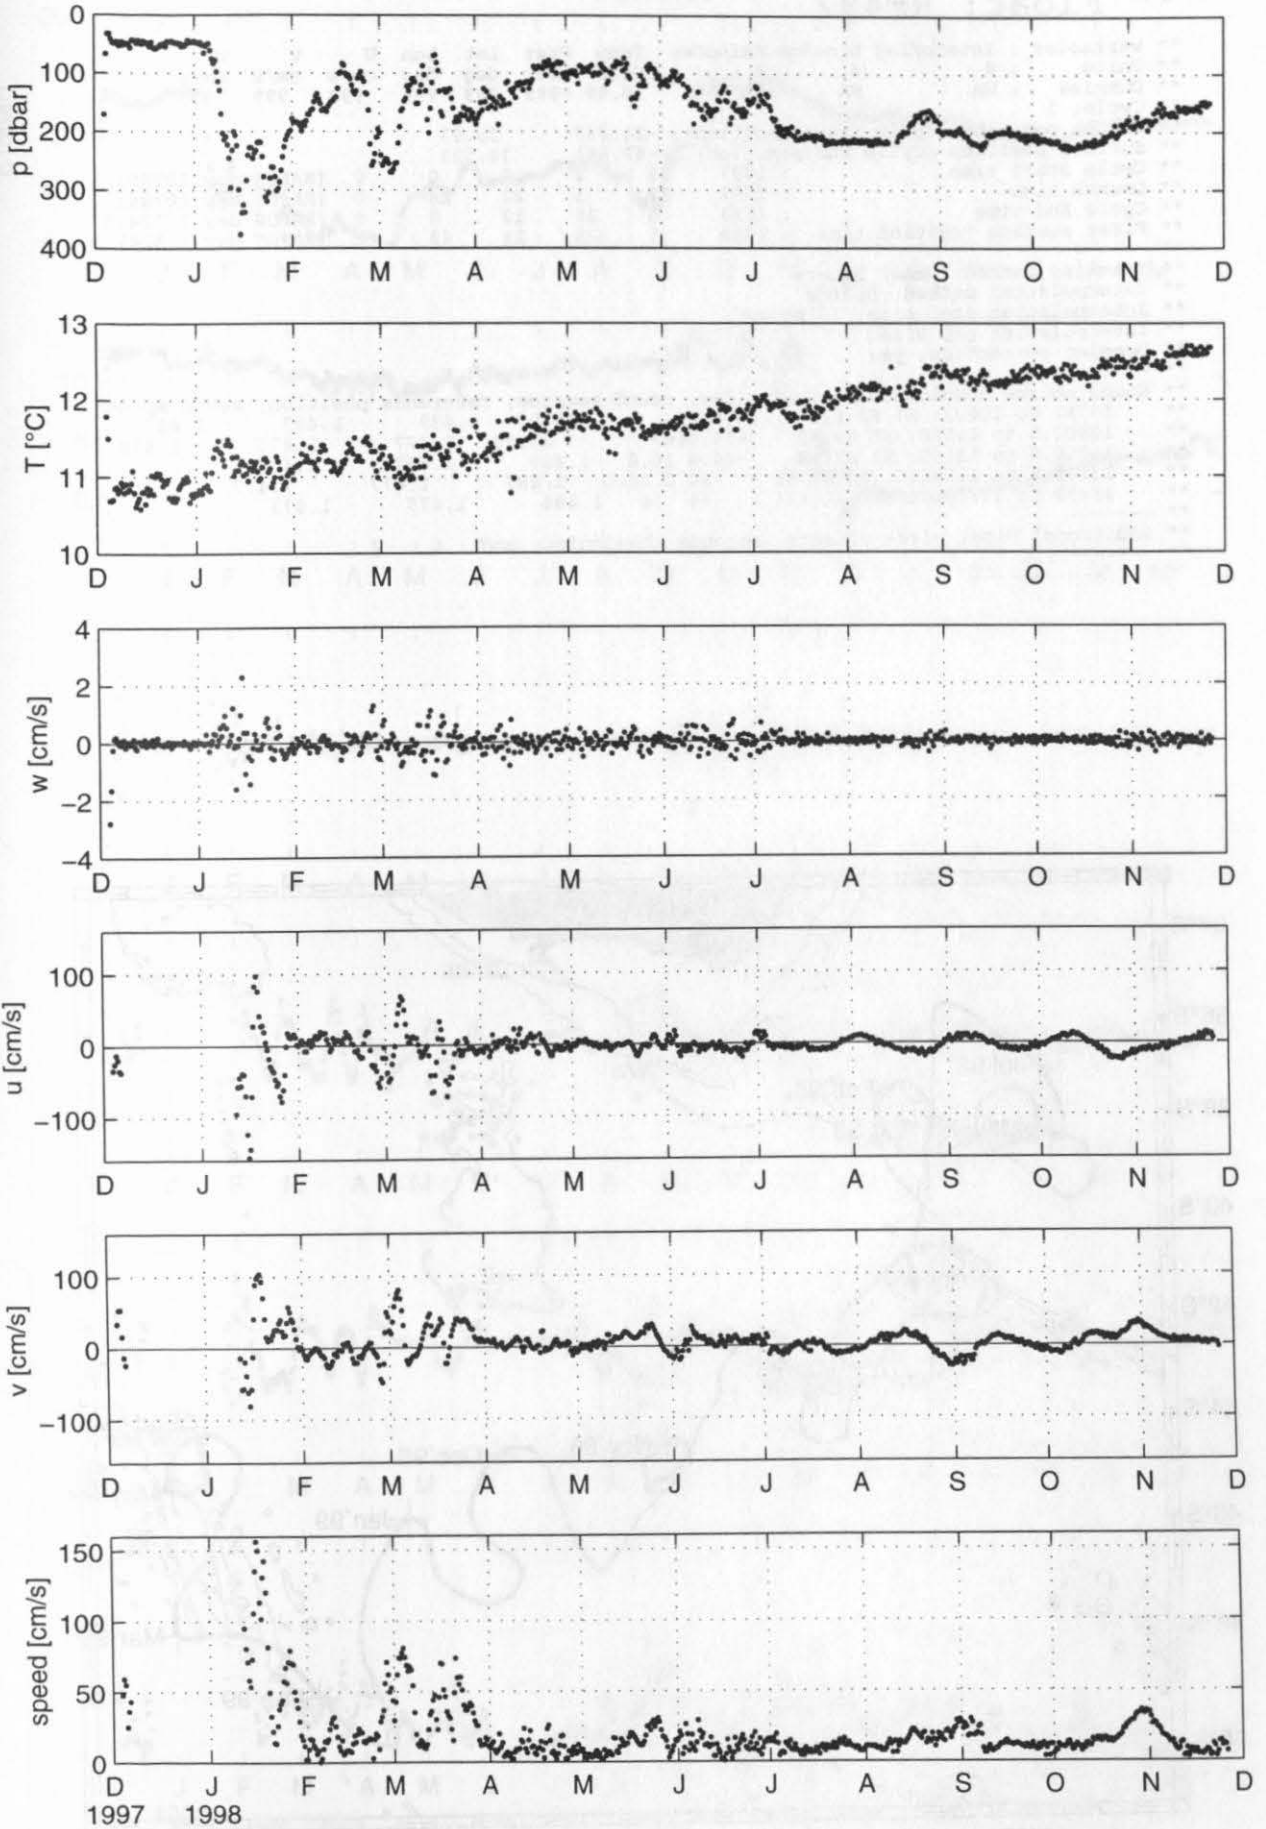 0
100
200
300
400
p [dbar]
D J F M A M J J A S O N D
13
12
11
10
T [°C]
D J F M A M J J A S O N D
4
2
0
−2
−4
w [cm/s]
D J F M A M J J A S O N D
100
0
−100
u [cm/s]
D J F M A M J J A S O N D
100
0
−100
v [cm/s]
D J F M A M J J A S O N D
150
100
50
0
speed [cm/s]
D J F M A M J J A S O N D
1997 1998